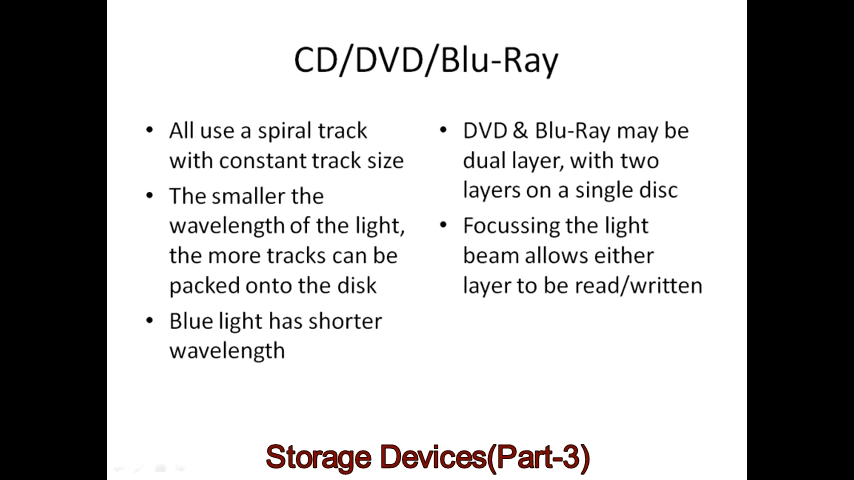 CD/DVD/Blu-Ray
• All use a spiral track
with constant track size
• The smaller the
wavelength of the light,
the more tracks can be
packed onto the disk
• Blue light has shorter
wavelength
• DVD & Blu-Ray may be
dual layer, with two
layers on a single disc
• Focussing the light
beam allows either
layer to be read/written
Storage Devices(Part-3)